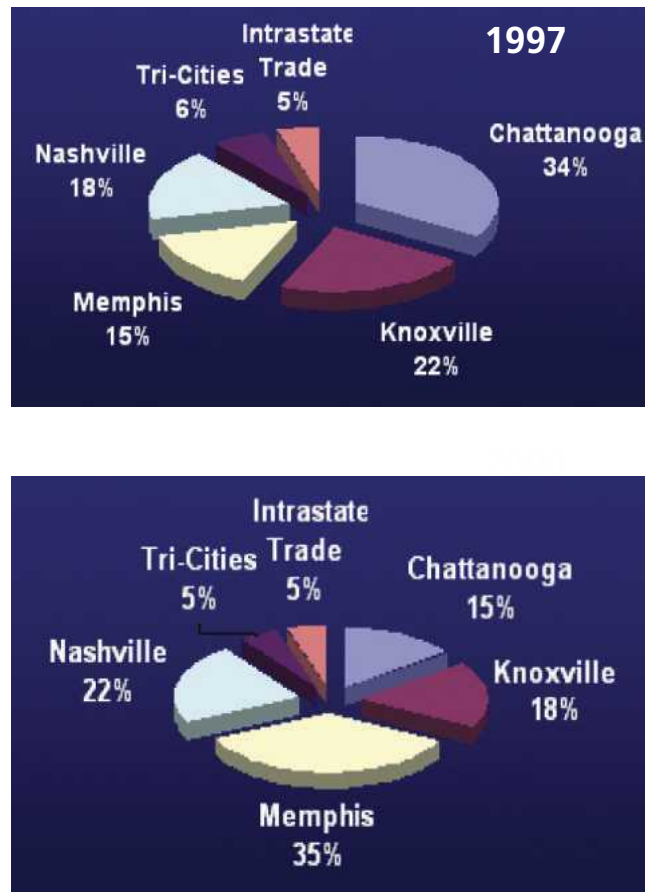 1997
Intrastate
Trade
5%
Tri-Cities
6%
Chattanooga
34%
Nashville
18%
Memphis
15%
Knoxville
22%
Intrastate
Trade
5%
Tri-Cities
5%
Chattanooga
15%
Nashville
22%
Knoxville
18%
Memphis
35%